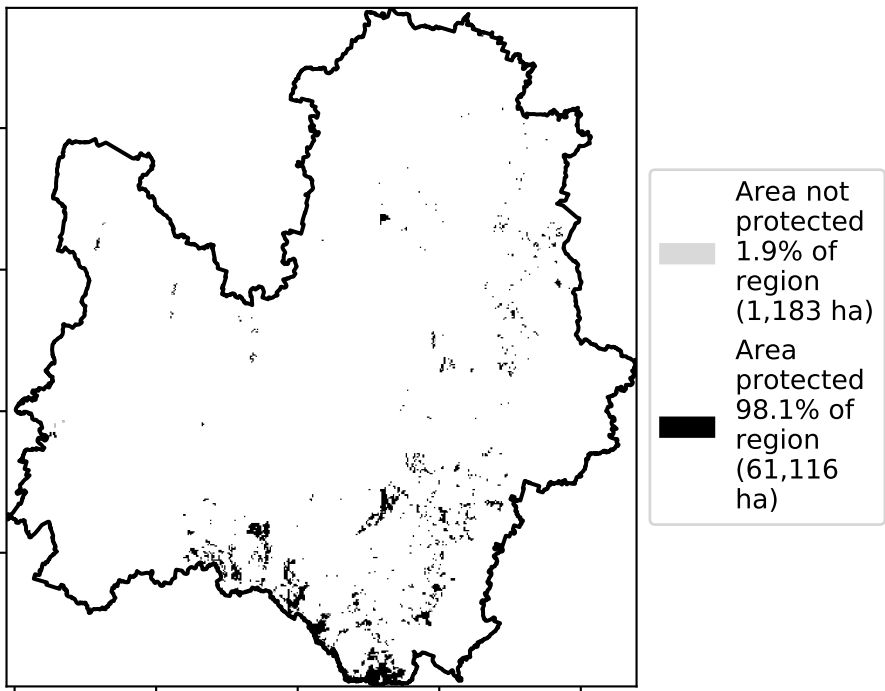 Area not
protected
1.9% of
region
(1,183 ha)
Area
protected
98.1% of
region
(61,116
ha)